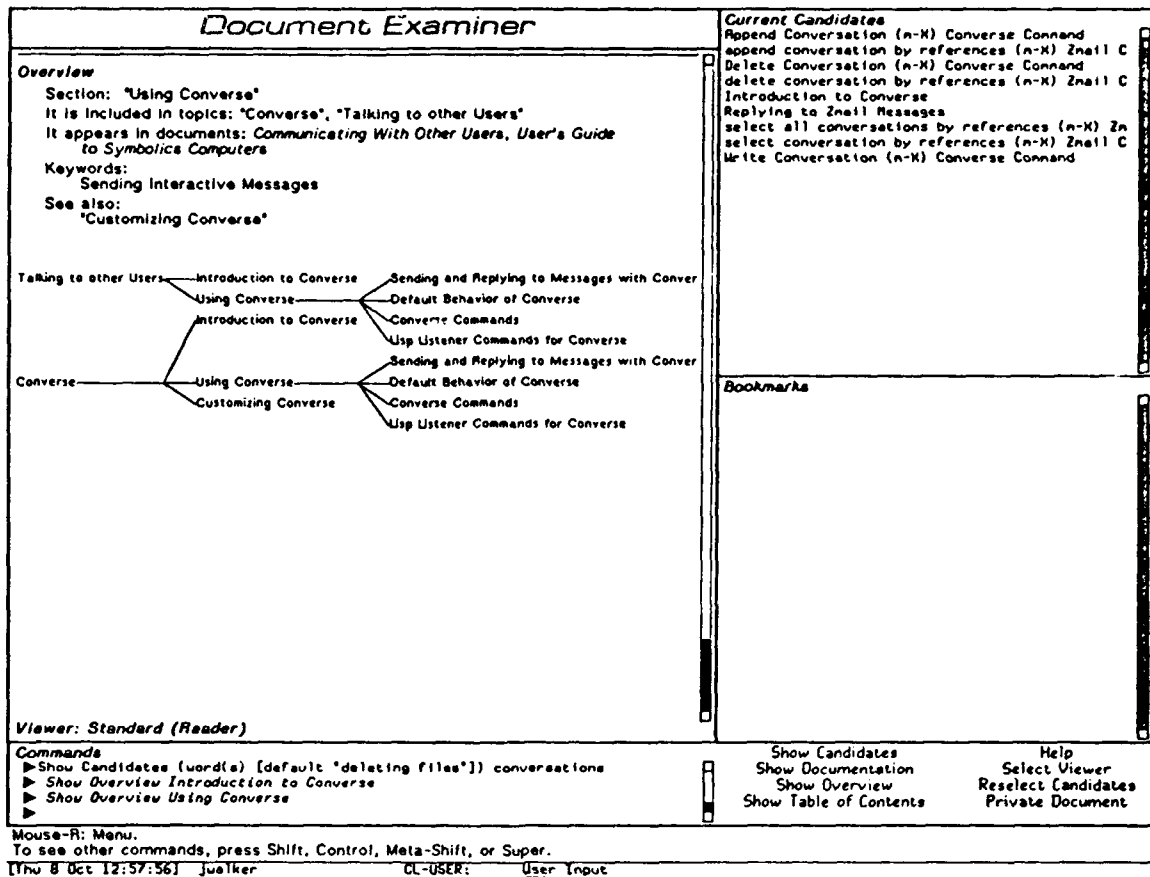 Document Examiner
Overview
Section: "Using Converse"
It is included in topics: "Converse", "Talking to other Users"
It appears in documents: Communicating With Other Users, User's Guide
to Symbolics Computers
Keywords:
Sending Interactive Messages
See also:
"Customizing Converse"
Talking to other Users
Introduction to Converse
Using Converse
Sending and Replying to Messages with Conver
Default Behavior of Converse
Converse Commands
Lisp Listener Commands for Converse
Converse
Introduction to Converse
Using Converse
Customizing Converse
Sending and Replying to Messages with Conver
Default Behavior of Converse
Converse Commands
Lisp Listener Commands for Converse
Viewer: Standard (Reader)
Current Candidates
Append Conversation (m-X) Converse Command
append conversation by references (m-X) Zmail C
Delete Conversation (m-X) Converse Command
delete conversation by references (m-X) Zmail C
Introduction to Converse
Replying to Zmail Messages
select all conversations by references (m-X) Zm
select conversation by references (m-X) Zmail C
Write Conversation (m-X) Converse Command
Bookmarks
Commands
Show Candidates (word(s) [default "deleting files"]) conversations
Show Overview Introduction to Converse
Show Overview Using Converse
Show Candidates Help
Show Documentation Select Viewer
Show Overview Reselect Candidates
Show Table of Contents Private Document
Mouse-R: Menu.
To see other commands, press Shift, Control, Meta-Shift, or Super.
[Thu 8 Oct 12:57:56] jwalker CL-USER: User Input